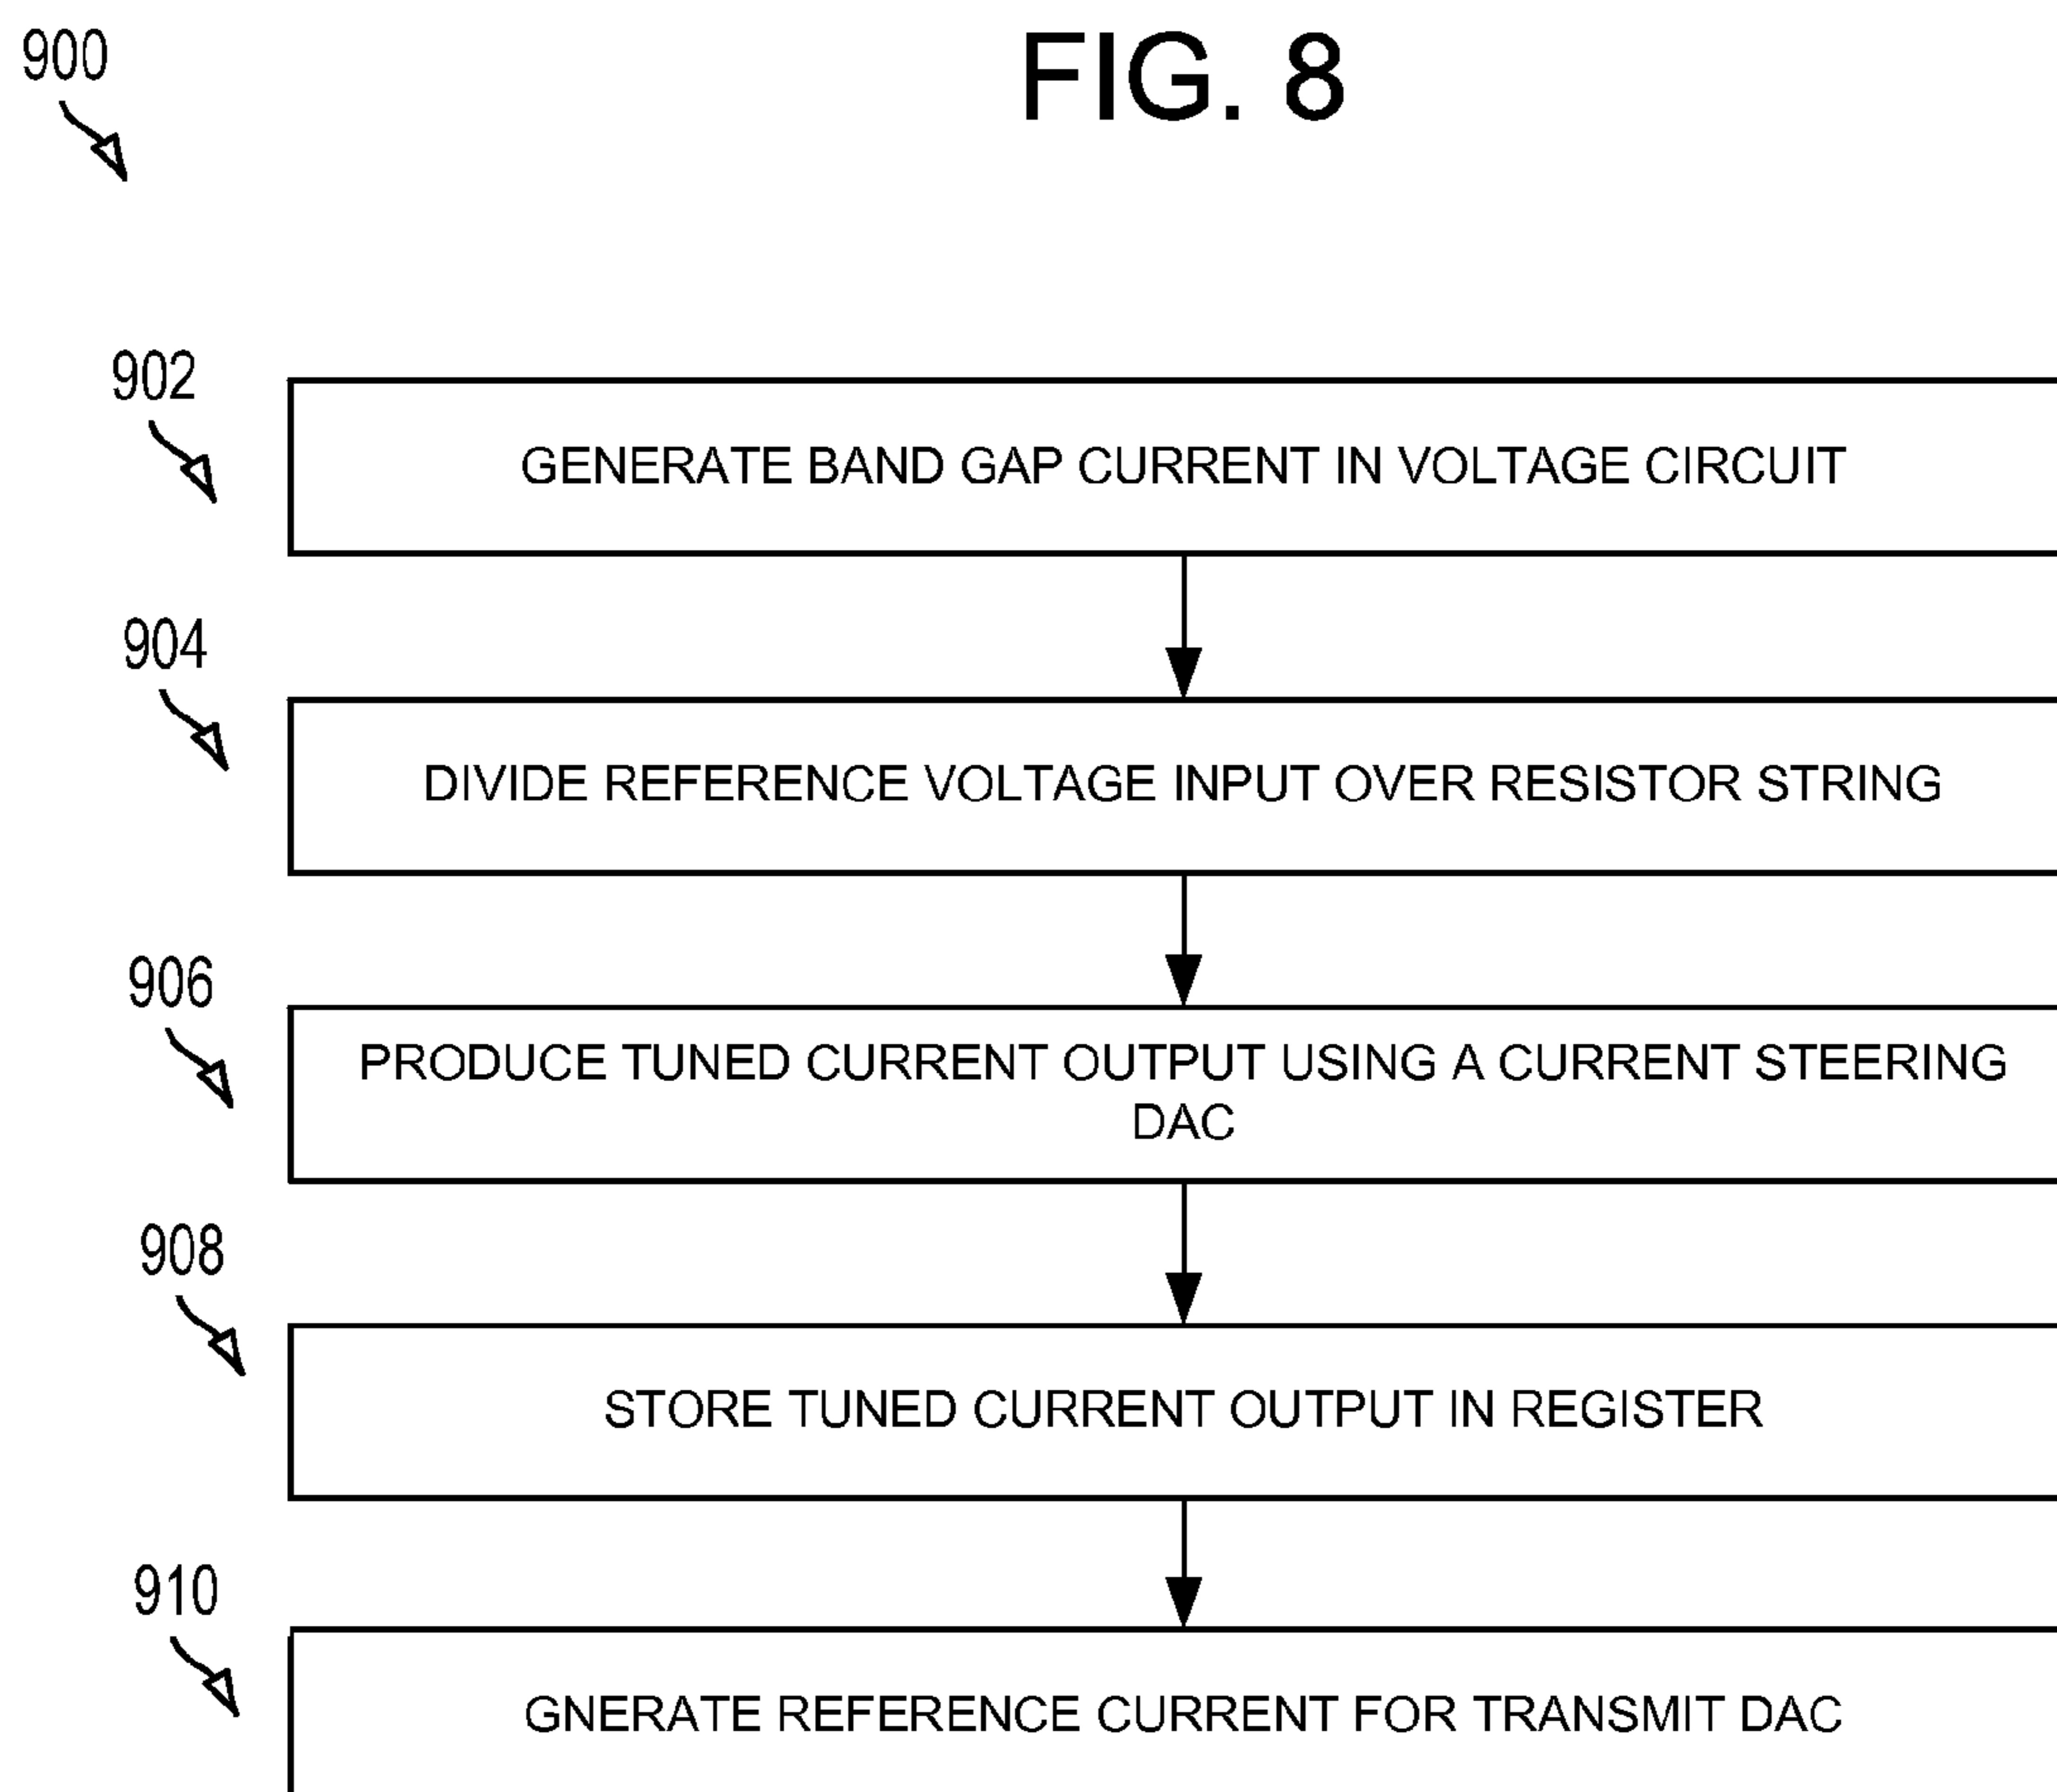 900
FIG. 8
902
GENERATE BAND GAP CURRENT IN VOLTAGE CIRCUIT
904
DIVIDE REFERENCE VOLTAGE INPUT OVER RESISTOR STRING
906
PRODUCE TUNED CURRENT OUTPUT USING A CURRENT STEERING
DAC
908
STORE TUNED CURRENT OUTPUT IN REGISTER
910
GNERATE REFERENCE CURRENT FOR TRANSMIT DAC